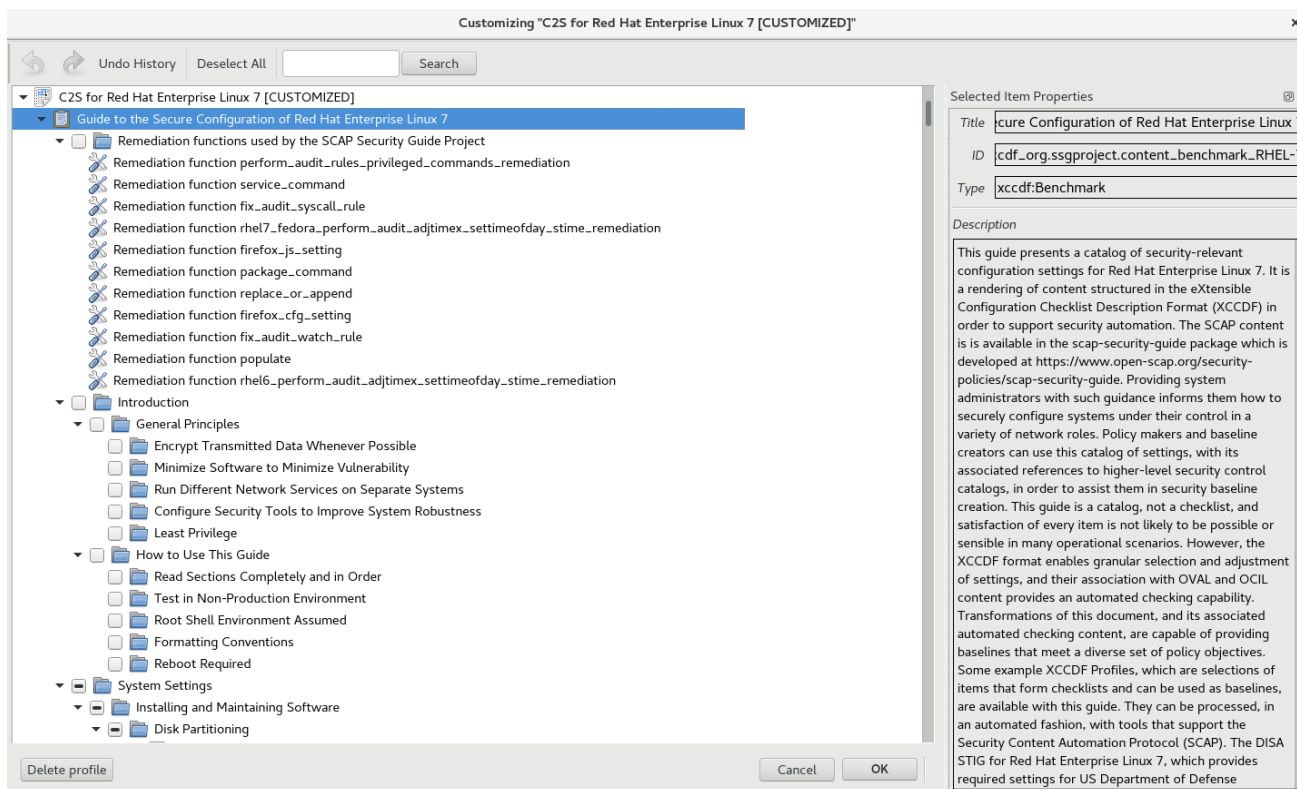 Customizing "C2S for Red Hat Enterprise Linux 7 [CUSTOMIZED]"
Undo History
Deselect All
Search
C2S for Red Hat Enterprise Linux 7 [CUSTOMIZED]
Guide to the Secure Configuration of Red Hat Enterprise Linux 7
Remediation functions used by the SCAP Security Guide Project
Remediation function perform_audit_rules_privileged_commands_remediation
Remediation function service_command
Remediation function fix_audit_syscall_rule
Remediation function rhel7_fedora_perform_audit_adjtimex_settimeofday_stime_remediation
Remediation function firefox_js_setting
Remediation function package_command
Remediation function replace_or_append
Remediation function firefox_cfg_setting
Remediation function fix_audit_watch_rule
Remediation function populate
Remediation function rhel6_perform_audit_adjtimex_settimeofday_stime_remediation
Introduction
General Principles
Encrypt Transmitted Data Whenever Possible
Minimize Software to Minimize Vulnerability
Run Different Network Services on Separate Systems
Configure Security Tools to Improve System Robustness
Least Privilege
How to Use This Guide
Read Sections Completely and in Order
Test in Non-Production Environment
Root Shell Environment Assumed
Formatting Conventions
Reboot Required
System Settings
Installing and Maintaining Software
Disk Partitioning
Delete profile
Cancel
OK
Selected Item Properties
Title
cure Configuration of Red Hat Enterprise Linux
ID
cdf_org.ssgproject.content_benchmark_RHEL-
Type
xccdf:Benchmark
Description
This guide presents a catalog of security-relevant
configuration settings for Red Hat Enterprise Linux 7. It is
a rendering of content structured in the eXtensible
Configuration Checklist Description Format (XCCDF) in
order to support security automation. The SCAP content
is is available in the scap-security-guide package which is
developed at https://www.open-scap.org/security-
policies/scap-security-guide. Providing system
administrators with such guidance informs them how to
securely configure systems under their control in a
variety of network roles. Policy makers and baseline
creators can use this catalog of settings, with its
associated references to higher-level security control
catalogs, in order to assist them in security baseline
creation. This guide is a catalog, not a checklist, and
satisfaction of every item is not likely to be possible or
sensible in many operational scenarios. However, the
XCCDF format enables granular selection and adjustment
of settings, and their association with OVAL and OCIL
content provides an automated checking capability.
Transformations of this document, and its associated
automated checking content, are capable of providing
baselines that meet a diverse set of policy objectives.
Some example XCCDF Profiles, which are selections of
items that form checklists and can be used as baselines,
are available with this guide. They can be processed, in
an automated fashion, with tools that support the
Security Content Automation Protocol (SCAP). The DISA
STIG for Red Hat Enterprise Linux 7, which provides
required settings for US Department of Defense